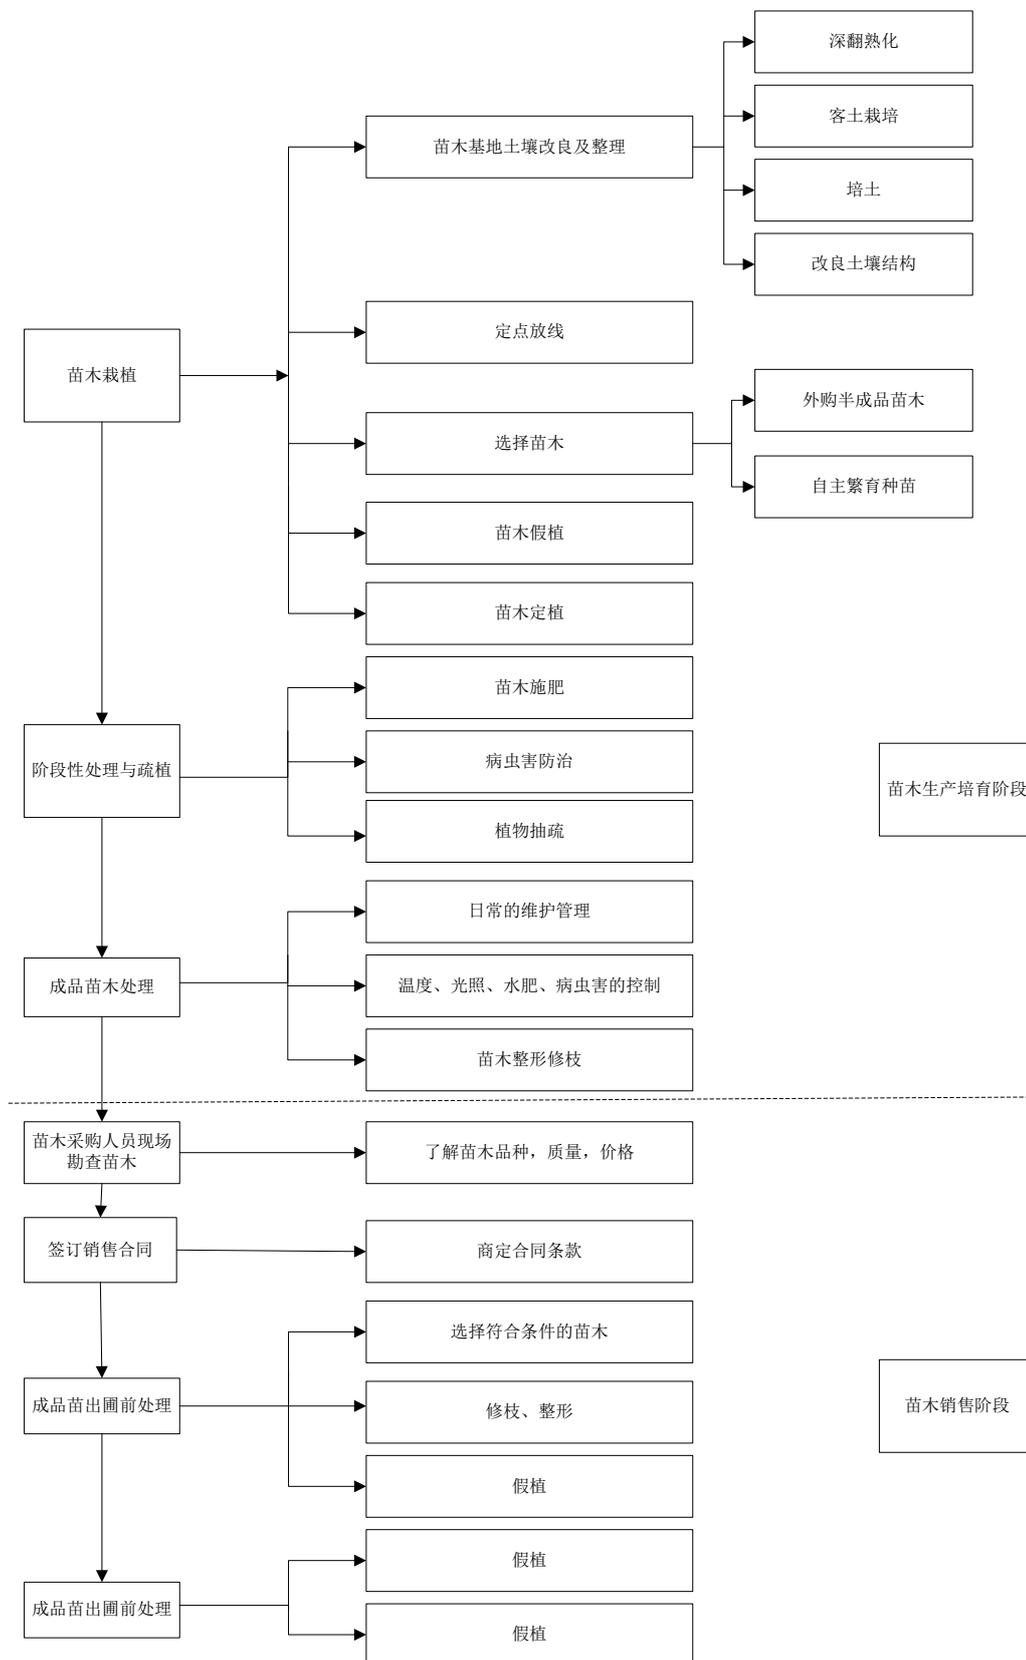 深翻熟化
客土栽培
苗木基地土壤改良及整理
培土
改良土壤结构
定点放线
苗木栽植
外购半成品苗木
选择苗木
自主繁育种苗
苗木假植
苗木定植
苗木施肥
阶段性处理与疏植
病虫害防治
苗木生产培育阶段
植物抽疏
日常的维护管理
成品苗木处理
温度、光照、水肥、病虫害的控制
苗木整形修枝
苗木采购人员现场
勘查苗木
了解苗木品种，质量，价格
签订销售合同
商定合同条款
选择符合条件的苗木
成品苗出圃前处理
修枝、整形
苗木销售阶段
假植
假植
成品苗出圃前处理
假植